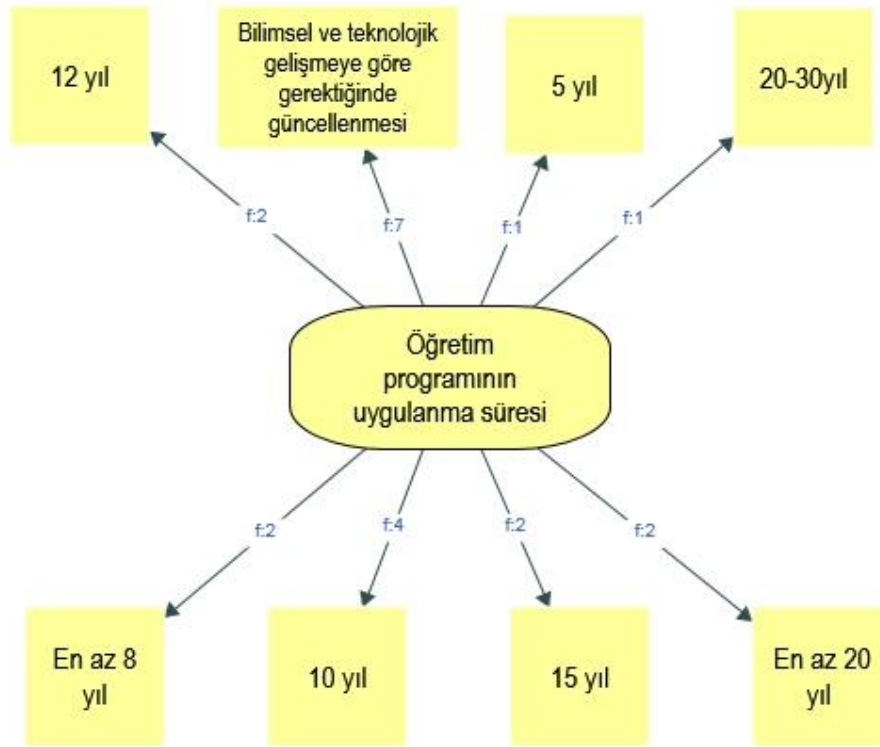 12 yıl
Bilimsel ve teknolojik
gelişmeye göre
gerektiğinde
güncellenmesi
5 yıl
20-30yıl
f:2
f:7
f:1
f:1
Öğretim
programının
uygulanma süresi
f:2
f:4
f:2
f:2
En az 8
yıl
10 yıl
15 yıl
En az 20
yıl